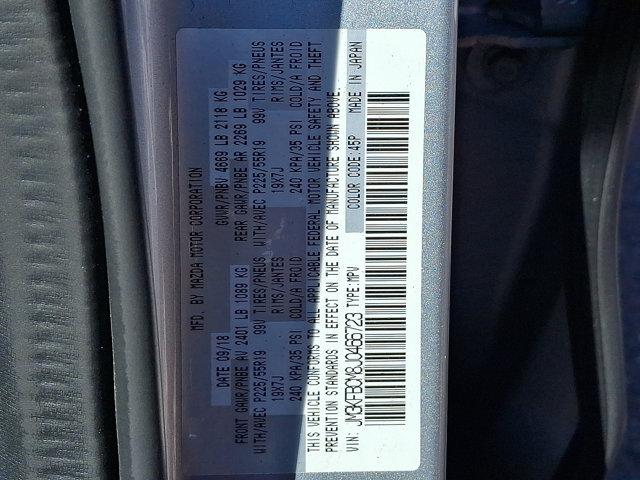 MFD. BY MAZDA MOTOR CORPORATION
DATE 09/18 GVWR/PNBV 4669 LB 2118 KG
FRONT GAWR/PNBE AV 2401 LB 1089 KG REAR GAWR/PNBE AR 2269 LB 1029 KG
WITH/AVEC P225/55R19 99V TIRES/PNEUS WITH/AVEC P225/55R19 99V TIRES/PNEUS
19X7J RIMS/JANTES 19X7J RIMS/JANTES
240 KPA/35 PSI COLD/A FROID 240 KPA/35 PSI COLD/A FROID
THIS VEHICLE CONFORMS TO ALL APPLICABLE FEDERAL MOTOR VEHICLE SAFETY AND THEFT
PREVENTION STANDARDS IN EFFECT ON THE DATE OF MANUFACTURE SHOWN ABOVE.
VIN: JM3KFBCM8J0466723 TYPE:MPV COLOR CODE:45P MADE IN JAPAN